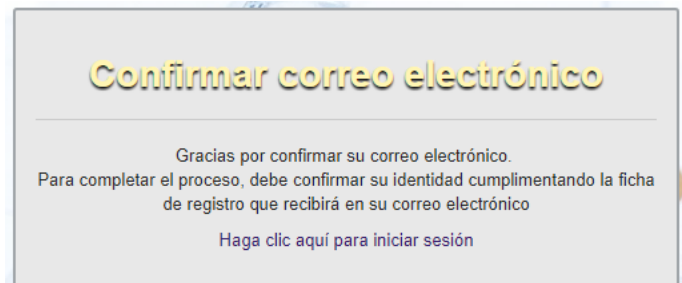 Confirmar correo electrónico
Gracias por confirmar su correo electrónico.
Para completar el proceso, debe confirmar su identidad cumplimentando la ficha
de registro que recibirá en su correo electrónico
Haga clic aquí para iniciar sesión